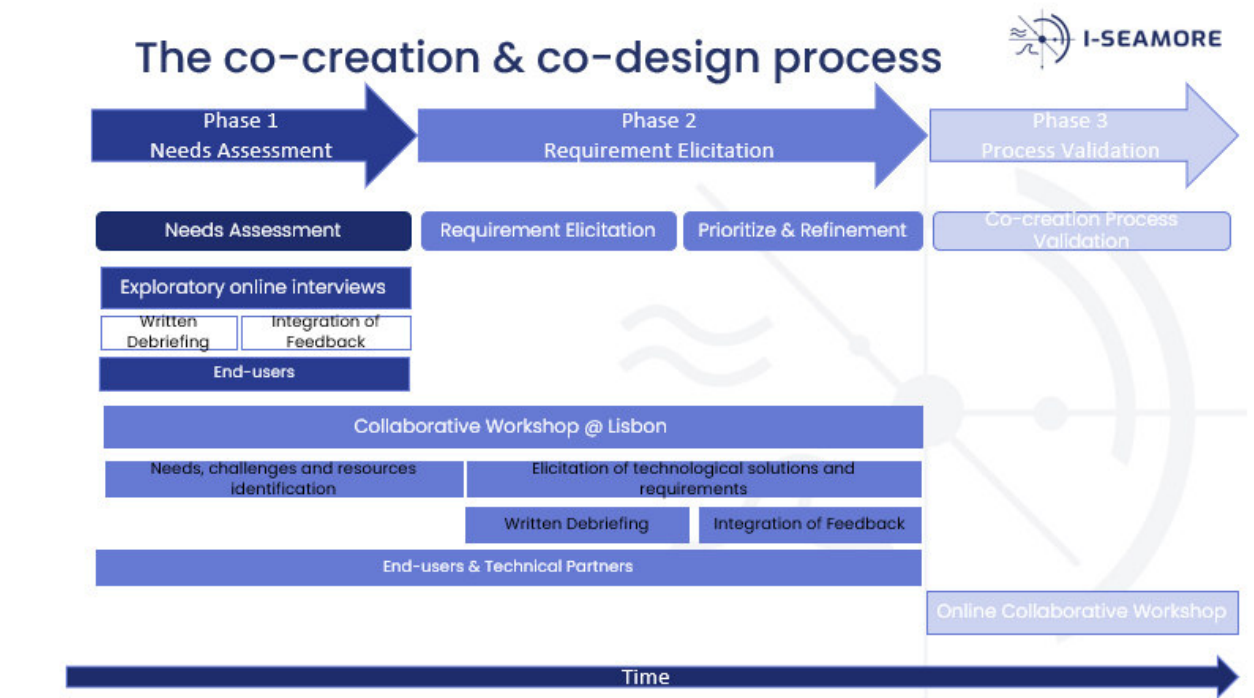 The co-creation & co-design process
I-SEAMORE
Phase 1
Needs Assessment
Phase 2
Requirement Elicitation
Phase 3
Process Validation
Needs Assessment
Requirement Elicitation
Prioritize & Refinement
Co-creation Process
Validation
Exploratory online interviews
Written
Debriefing
Integration of
Feedback
End-users
Collaborative Workshop @ Lisbon
Needs, challenges and resources
identification
Elicitation of technological solutions and
requirements
Written Debriefing
Integration of Feedback
End-users & Technical Partners
Online Collaborative Workshop
Time